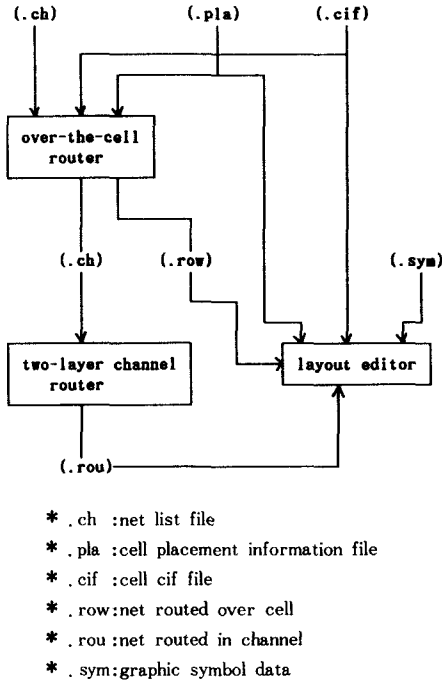 (.ch) (.pla) (.cif)
over-the-cell
router
(.ch) (.row) (.sym)
two-layer channel
router
layout editor
(.rou)
* .ch :net list file
* .pla :cell placement information file
* .cif :cell cif file
* .row:net routed over cell
* .rou :net routed in channel
* .sym:graphic symbol data